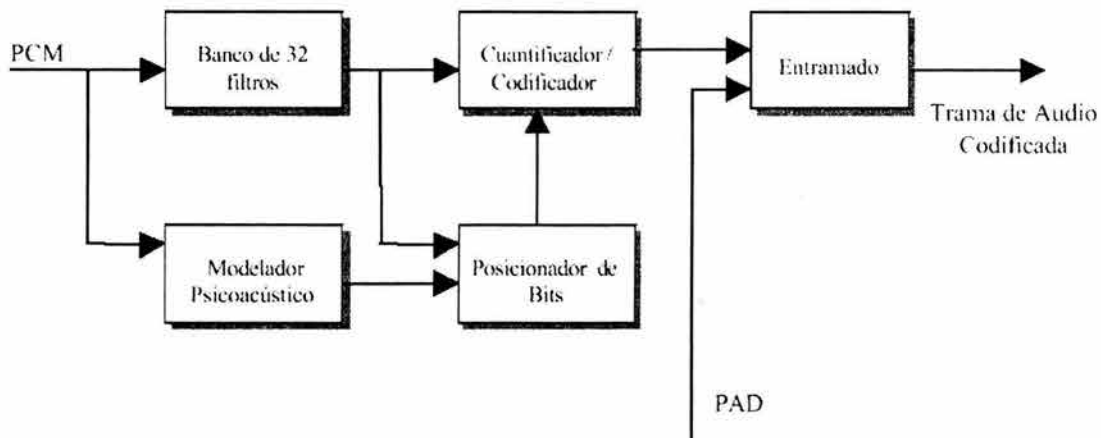 PCM
Banco de 32
filtros
Cuantificador /
Codificador
Entramado
Trama de Audio
Codificada
Modelador
Psicoacústico
Posicionador de
Bits
PAD